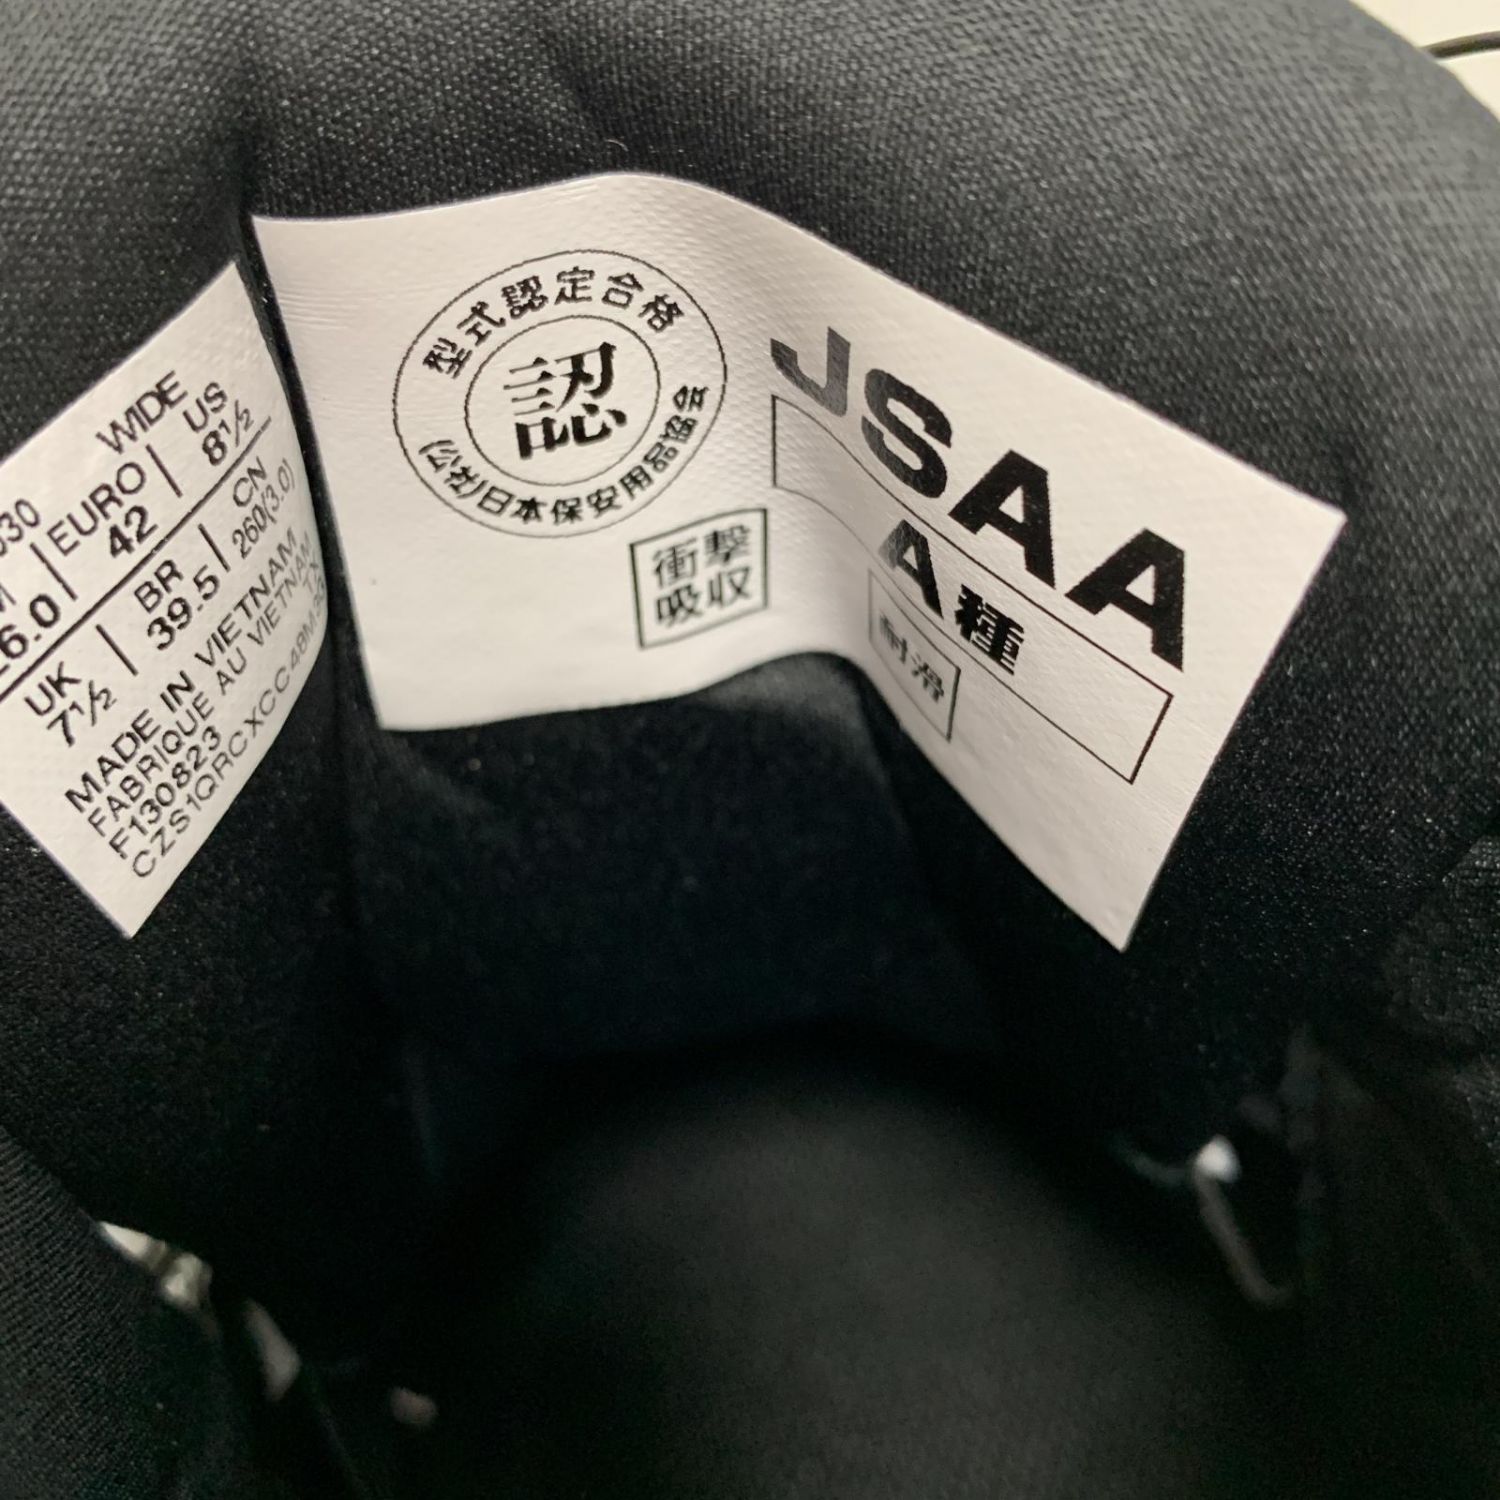 WIDE
EURO
US
42
8½
6.0
UK
BR
CN
7½
39.5
260(3.0)
MADE IN VIETNAM
FABRIQUE AU VIETNAM
F130823
型式認定合格
認
(公社)日本保安用品協会
衝撃
吸収
JSAA
A種
耐滑